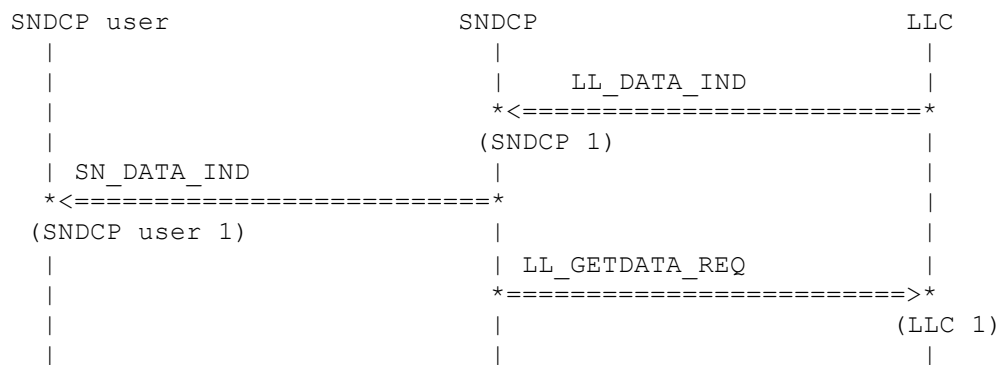 SNDCP user SNDCP LLC
| | |
| | LL_DATA_IND |
| *<=========================*
| (SNDCP 1) |
| SN_DATA_IND | |
*<==========================* |
(SNDCP user 1) | |
| | LL_GETDATA_REQ |
| *=========================>*
| | (LLC 1)
| | |